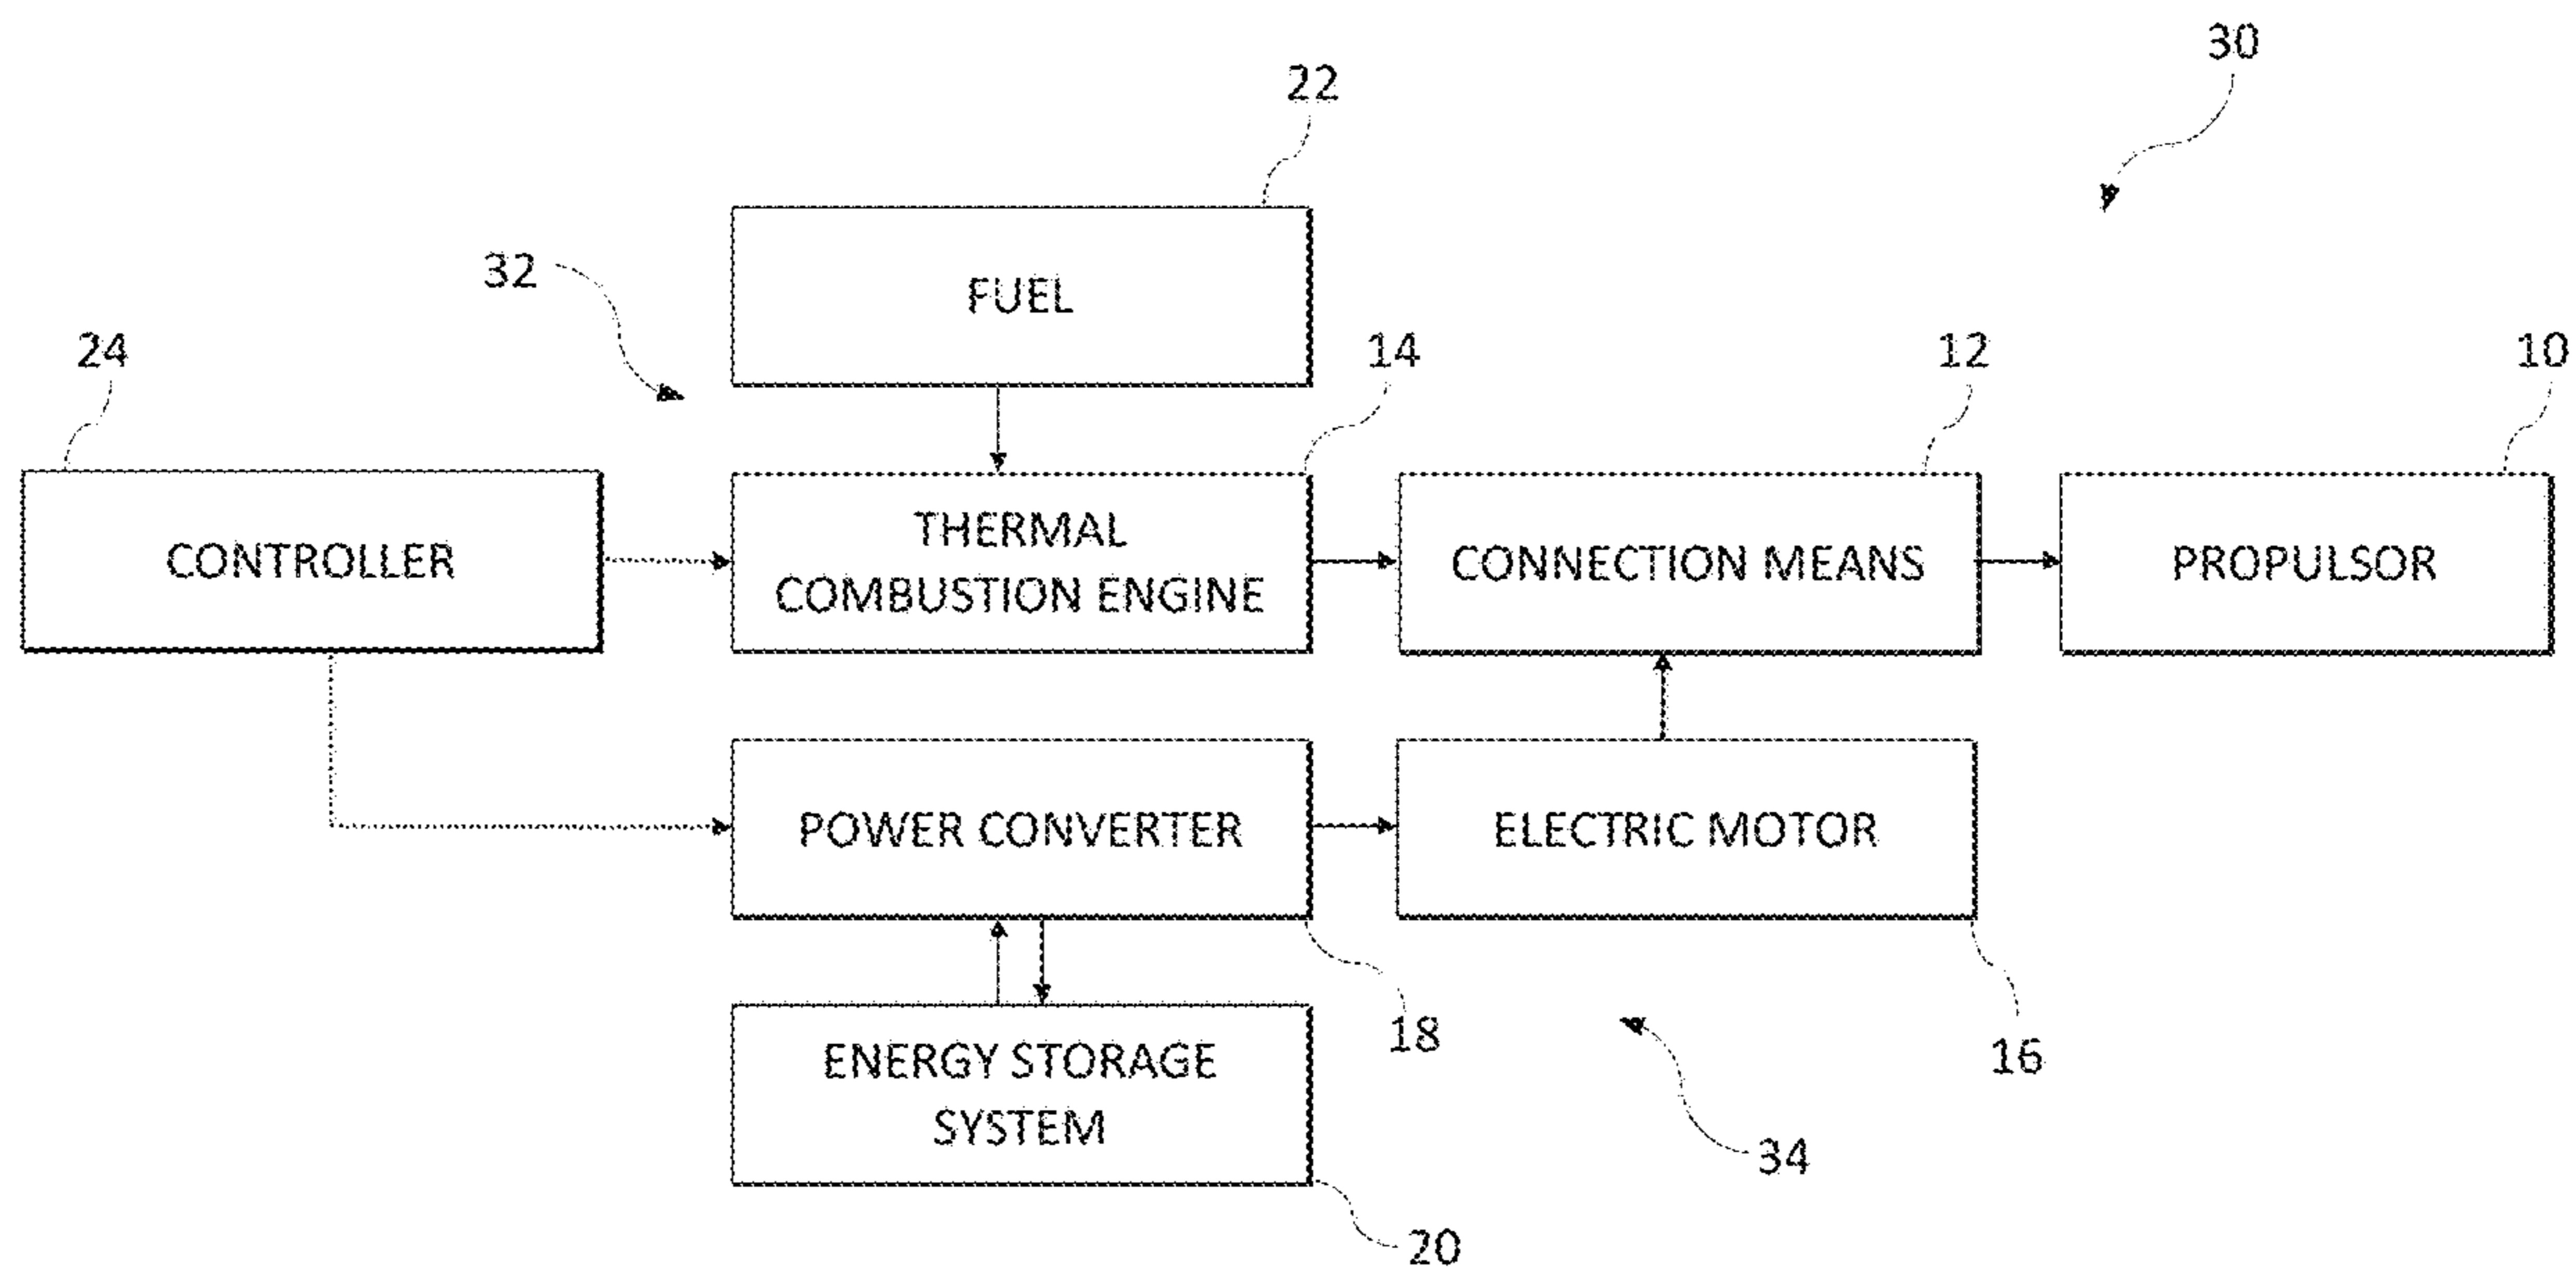 30
22
FUEL
32
24
14
12
10
CONTROLLER
THERMAL
COMBUSTION ENGINE
CONNECTION MEANS
PROPULSOR
POWER CONVERTER
ELECTRIC MOTOR
18
16
ENERGY STORAGE
SYSTEM
34
20